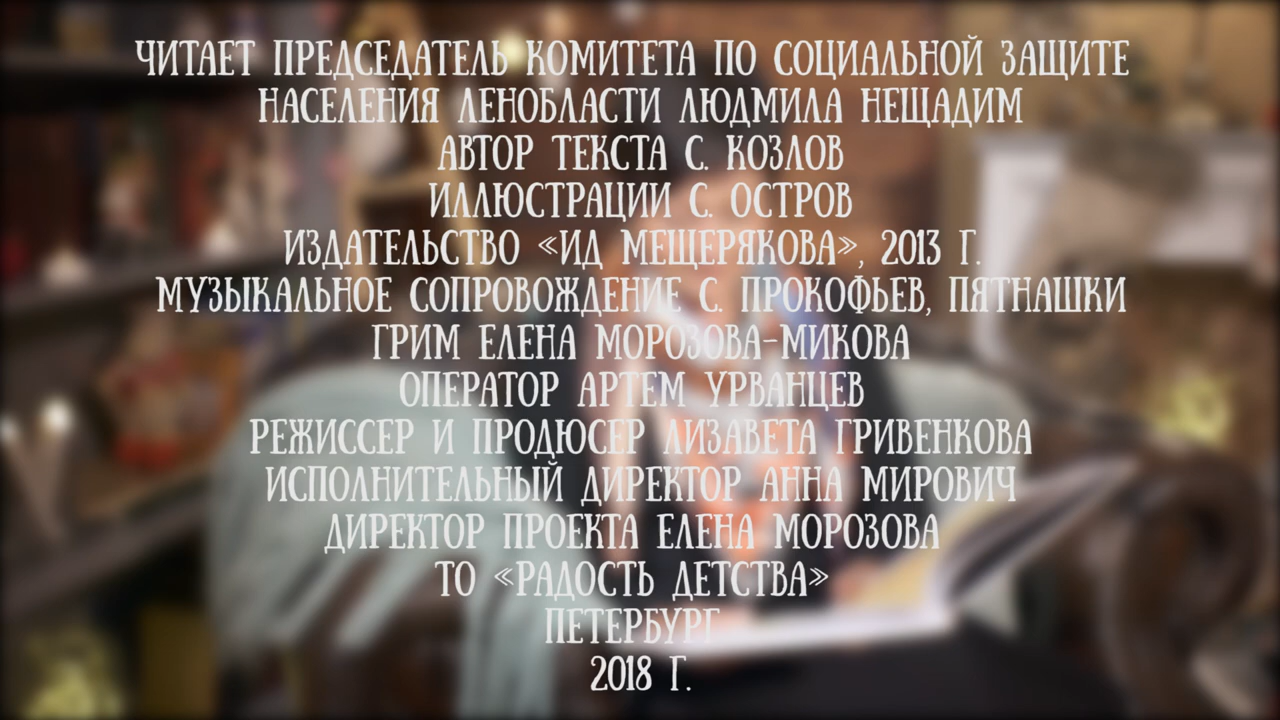 ЧИТАЕТ ПРЕДСЕДАТЕЛЬ КОМИТЕТА ПО СОЦИАЛЬНОЙ ЗАЩИТЕ
НАСЕЛЕНИЯ ЛЕНОБЛАСТИ ЛЮДМИЛА НЕЩАДИМ
АВТОР ТЕКСТА С. КОЗЛОВ
ИЛЛЮСТРАЦИИ С. ОСТРОВ
ИЗДАТЕЛЬСТВО «ИД МЕЩЕРЯКОВА», 2013 Г.
МУЗЫКАЛЬНОЕ СОПРОВОЖДЕНИЕ С. ПРОКОФЬЕВ, ПЯТНАШКИ
ГРИМ ЕЛЕНА МОРОЗОВА-МИКОВА
ОПЕРАТОР АРТЕМ УРВАНЦЕВ
РЕЖИССЕР И ПРОДЮСЕР ЛИЗАВЕТА ГРИВЕНКОВА
ИСПОЛНИТЕЛЬНЫЙ ДИРЕКТОР АННА МИРОВИЧ
ДИРЕКТОР ПРОЕКТА ЕЛЕНА МОРОЗОВА
ТО «РАДОСТЬ ДЕТСТВА»
ПЕТЕРБУРГ
2018 Г.